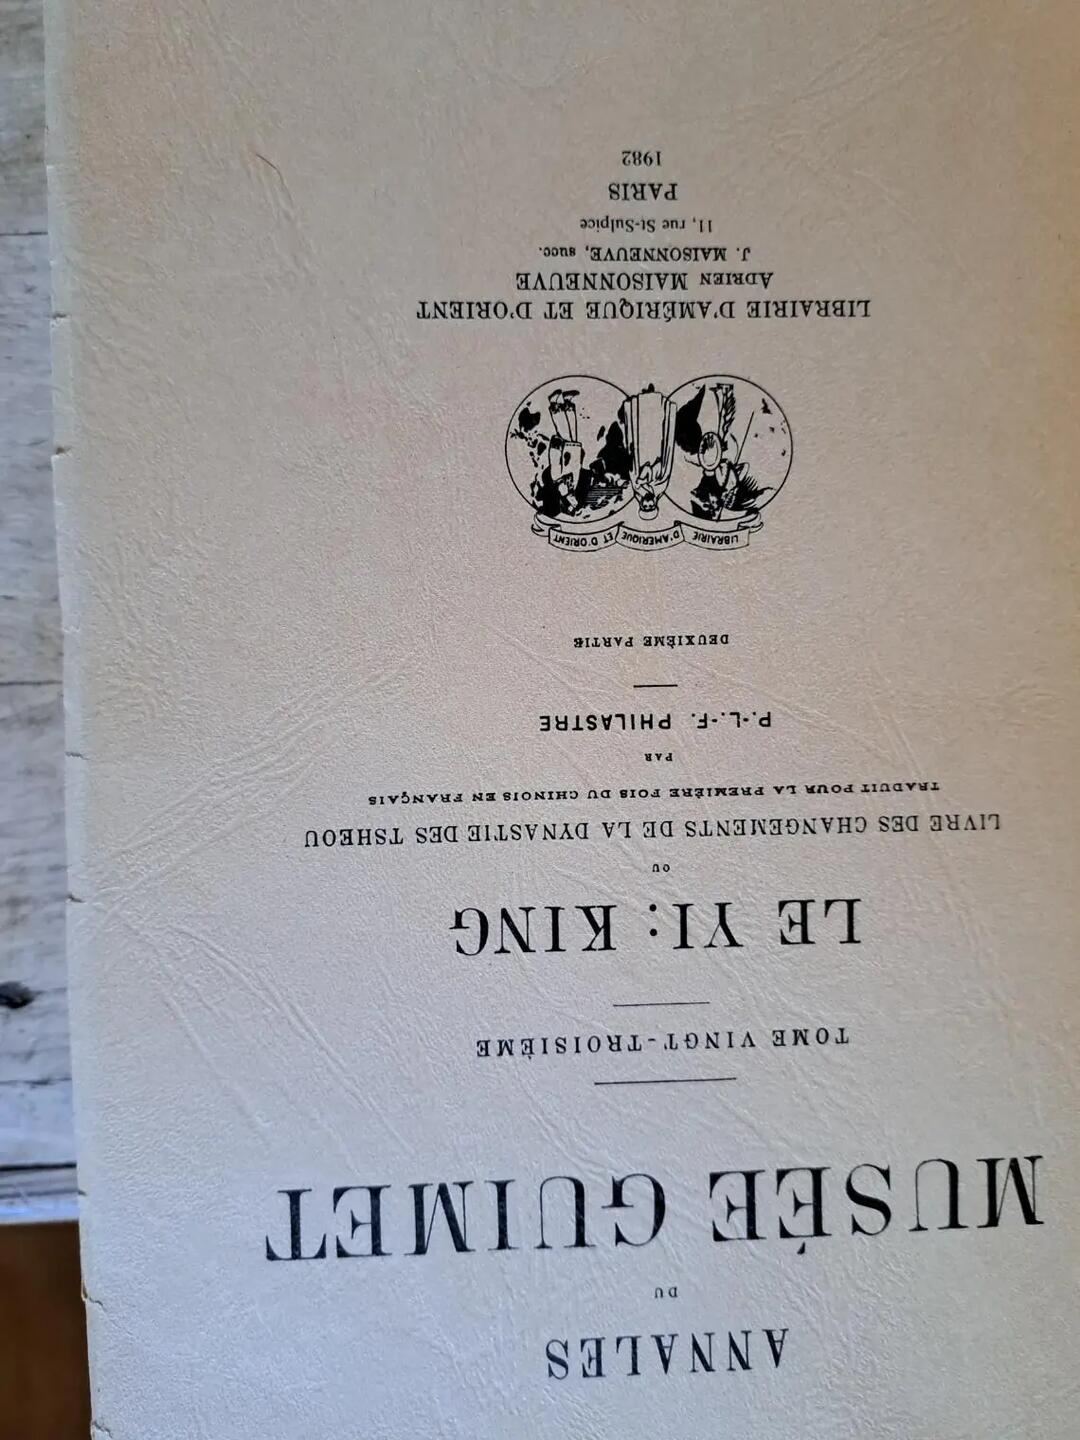 ANNALES
DU
MUSÉE GUIMET
TOME VINGT-TROISIÈME
LE YI: KING
OU
LIVRE DES CHANGEMENTS DE LA DYNASTIE DES TSHEOU
TRADUIT POUR LA PREMIÈRE FOIS DU CHINOIS EN FRANÇAIS
PAR
P.-L.-F. PHILASTRE
DEUXIÈME PARTIE
LIBRAIRIE D'AMERIQUE ET D'ORIENT
LIBRAIRIE D'AMÉRIQUE ET D'ORIENT
ADRIEN MAISONNEUVE
J. MAISONNEUVE, succ.
11, rue St-Sulpice
PARIS
1982